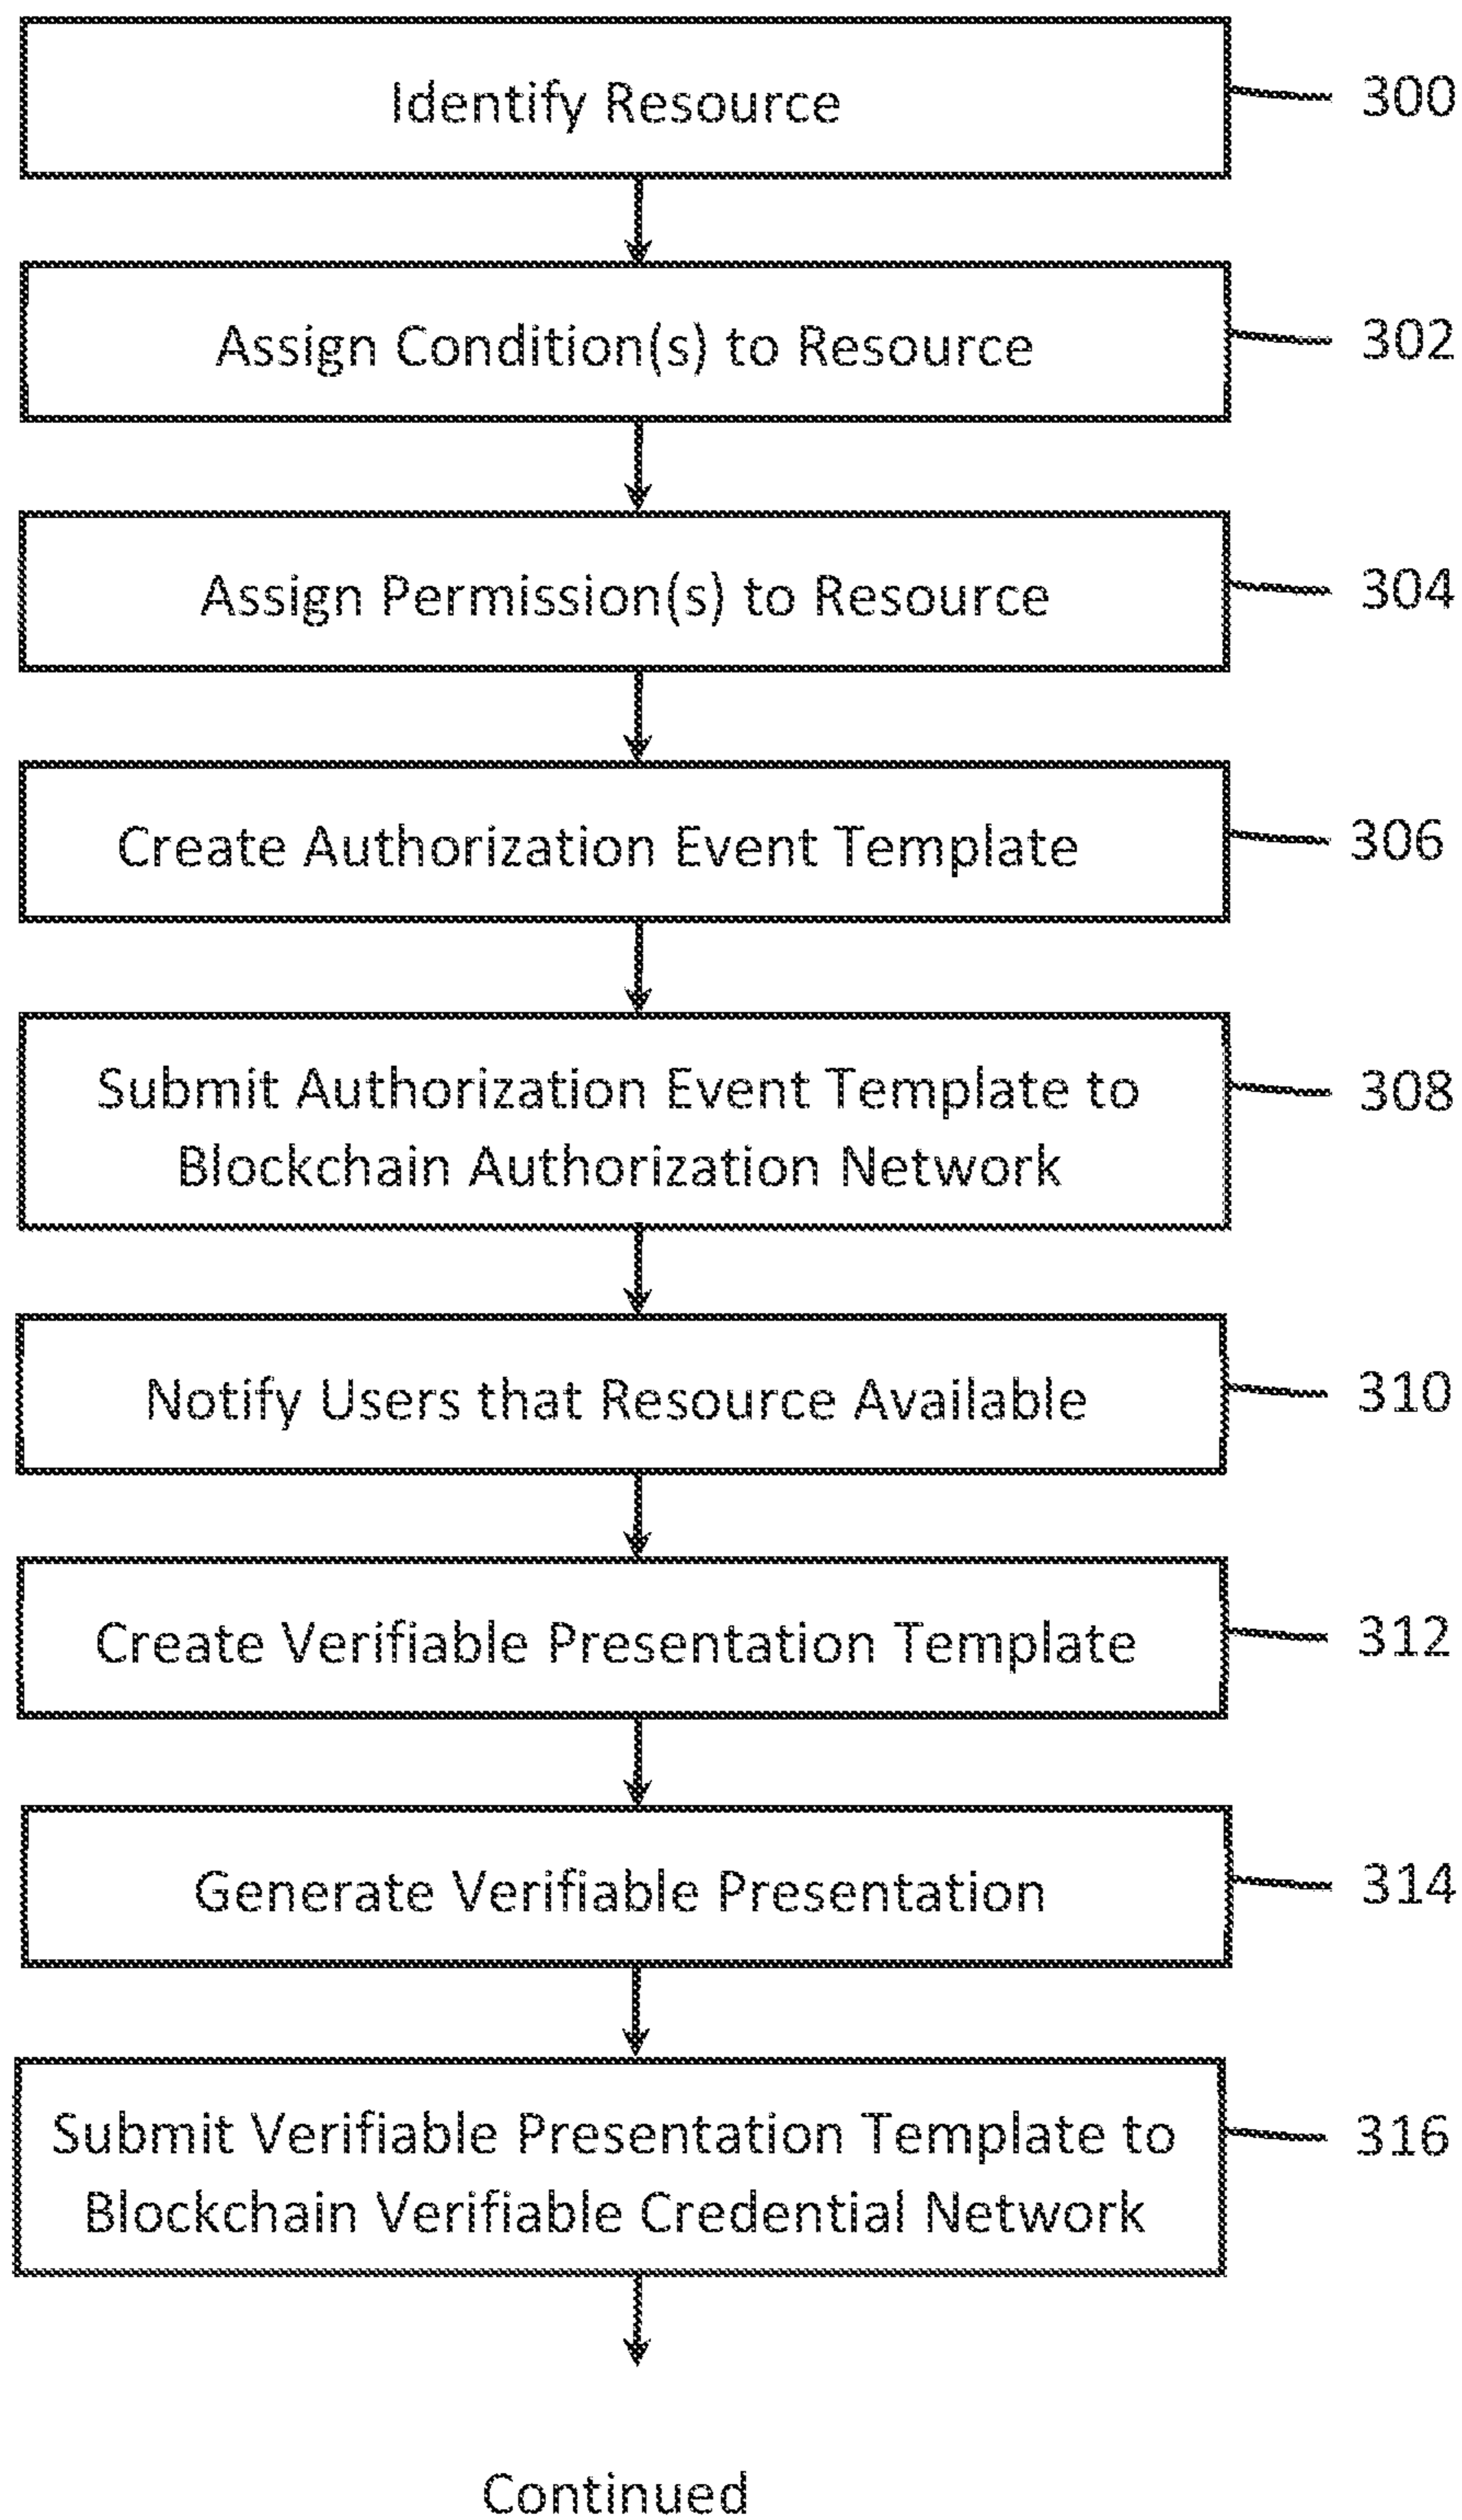 Identify Resource
300
Assign Condition(s) to Resource
302
Assign Permission(s) to Resource
304
Create Authorization Event Template
306
Submit Authorization Event Template to
Blockchain Authorization Network
308
Notify Users that Resource Available
310
Create Verifiable Presentation Template
312
Generate Verifiable Presentation
314
Submit Verifiable Presentation Template to
Blockchain Verifiable Credential Network
316
Continued